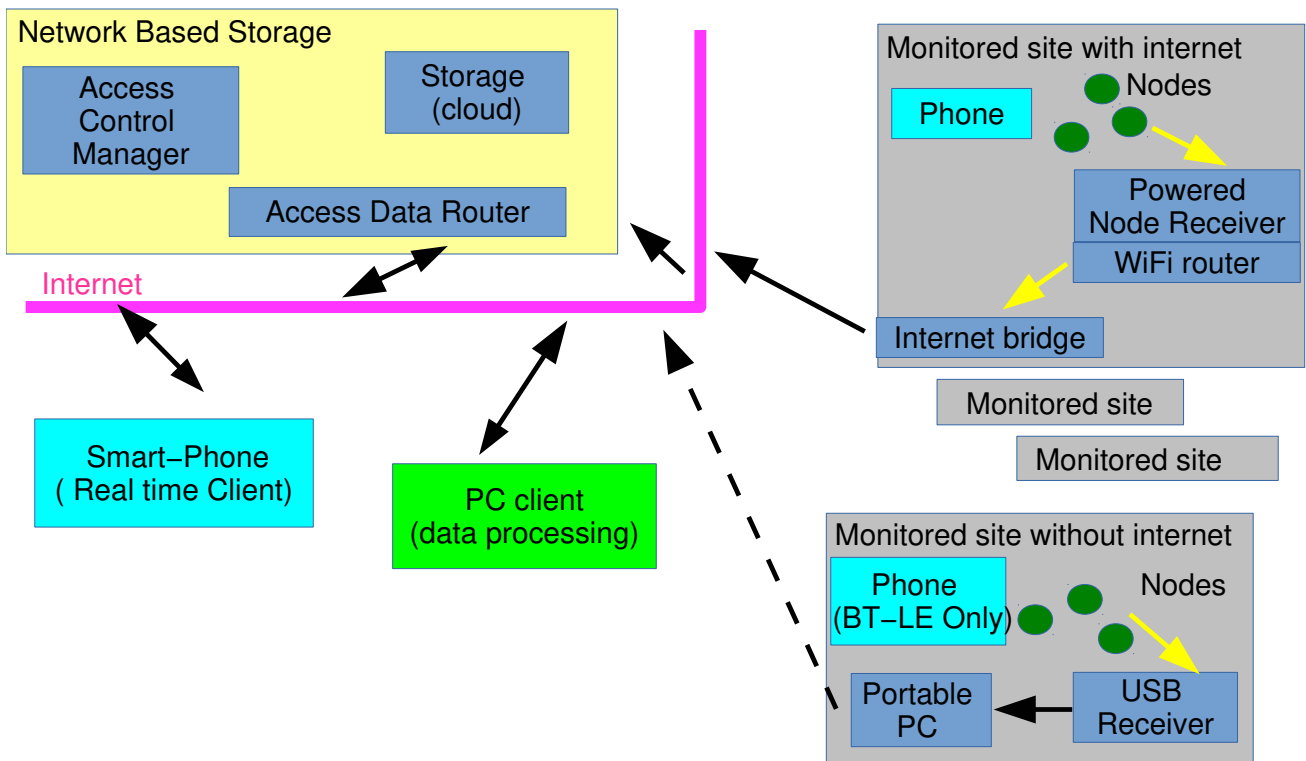 Network Based Storage
Access
Control
Manager
Storage
(cloud)
Access Data Router
Internet
Smart−Phone
( Real time Client)
PC client
(data processing)
Monitored site with internet
Nodes
Phone
Powered
Node Receiver
WiFi router
Internet bridge
Monitored site
Monitored site
Monitored site without internet
Phone
(BT−LE Only)
Nodes
Portable
PC
USB
Receiver